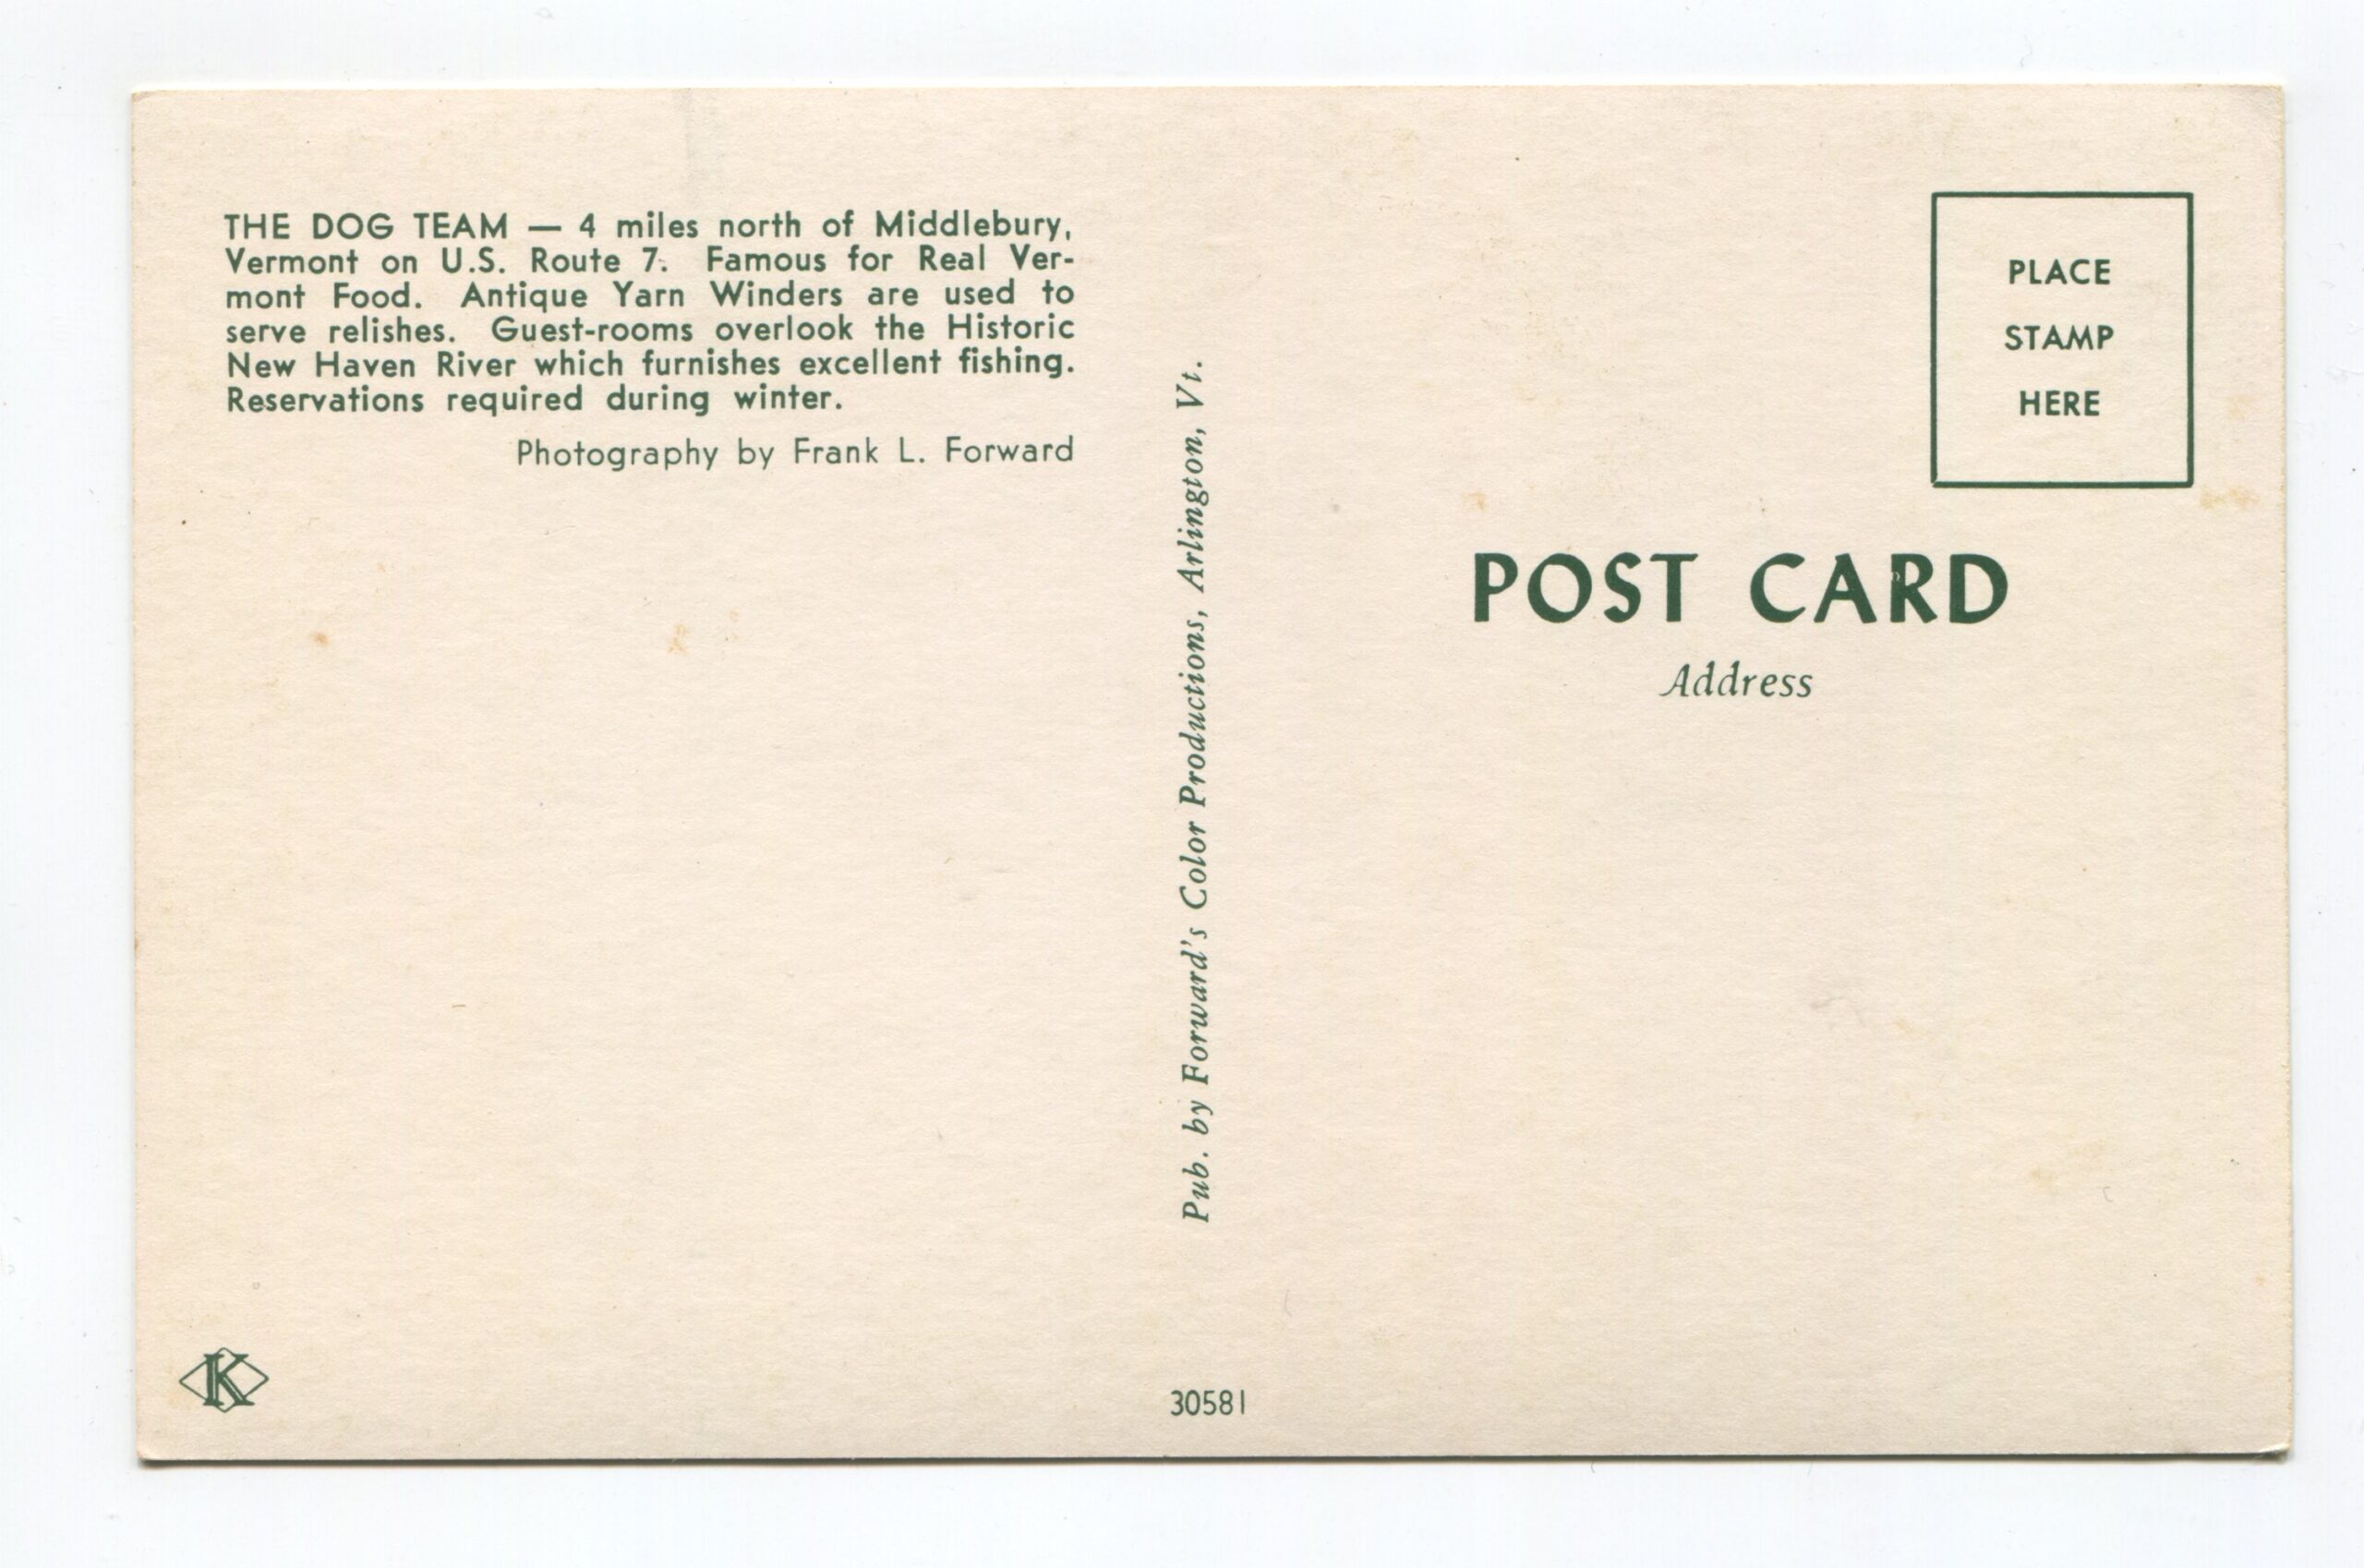 THE DOG TEAM — 4 miles north of Middlebury,
Vermont on U.S. Route 7. Famous for Real Ver-
mont Food. Antique Yarn Winders are used to
serve relishes. Guest-rooms overlook the Historic
New Haven River which furnishes excellent fishing.
Reservations required during winter.
Photography by Frank L. Forward
Pub. by Forward's Color Productions, Arlington, Vt.
PLACE
STAMP
HERE
POST CARD
Address
K
30581